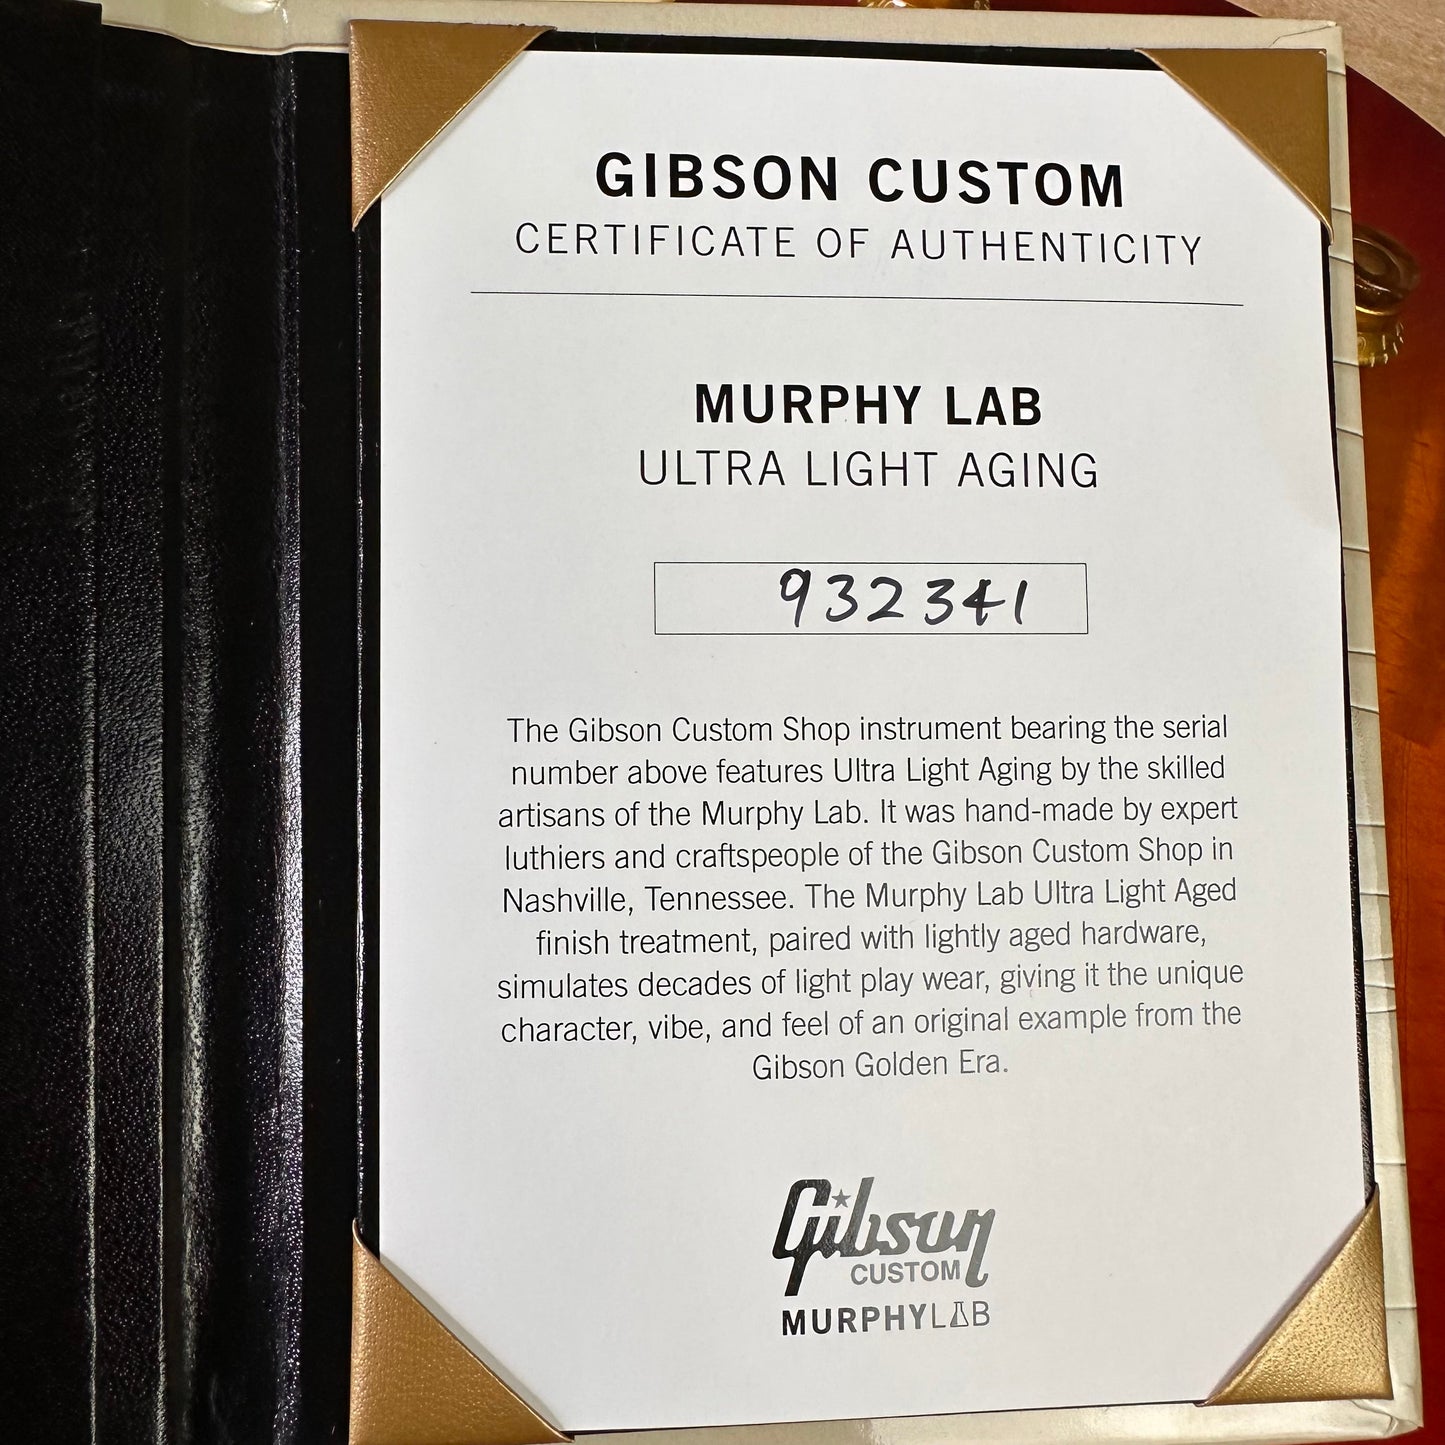 GIBSON CUSTOM
CERTIFICATE OF AUTHENTICITY
MURPHY LAB
ULTRA LIGHT AGING
932341
The Gibson Custom Shop instrument bearing the serial
number above features Ultra Light Aging by the skilled
artisans of the Murphy Lab. It was hand-made by expert
luthiers and craftspeople of the Gibson Custom Shop in
Nashville, Tennessee. The Murphy Lab Ultra Light Aged
finish treatment, paired with lightly aged hardware,
simulates decades of light play wear, giving it the unique
character, vibe, and feel of an original example from the
Gibson Golden Era.
Gibson
CUSTOM
MURPHYLAB